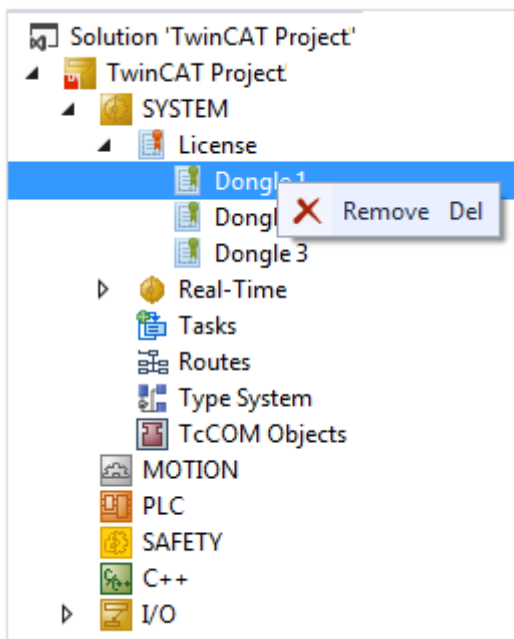 Solution 'TwinCAT Project'
TwinCAT Project
SYSTEM
License
Dongle 1
Remove Del
Dongl
Dongle 3
Real-Time
Tasks
Routes
Type System
TcCOM Objects
MOTION
PLC
SAFETY
C++
I/O